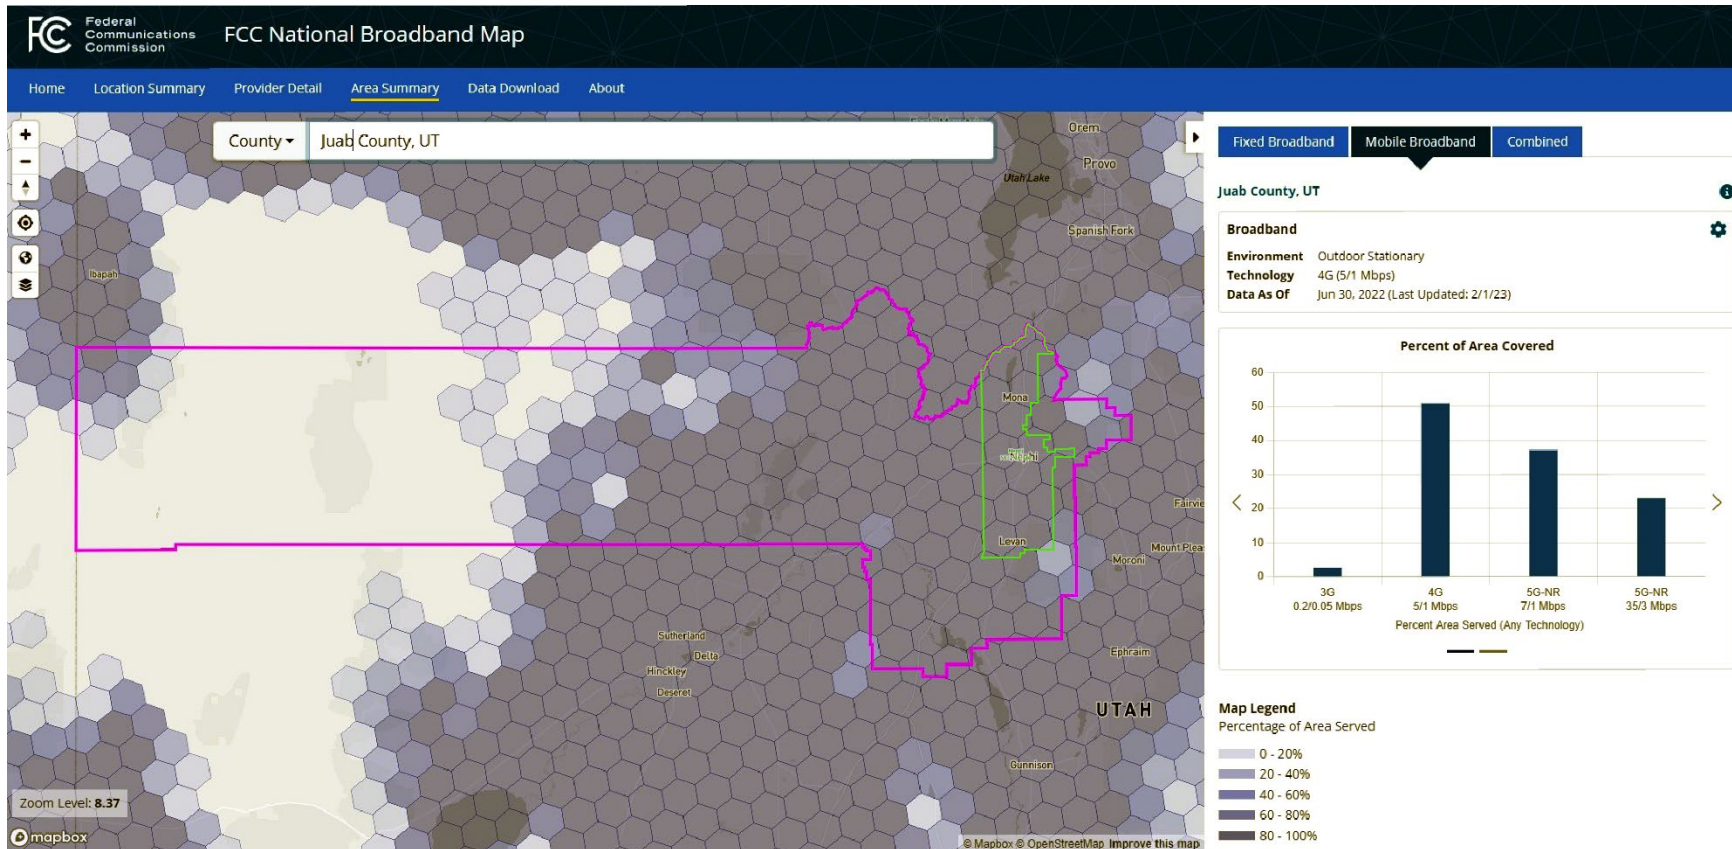 FCC
Federal
Communications
Commission
FCC National Broadband Map
Home
Location Summary
Provider Detail
Area Summary
Data Download
About
County
Juab County, UT
Orem
Provo
Utah Lake
Spanish Fork
Ibapah
Mona
Nephi
Fairvie
Levan
Mount Pleas
Moroni
Sutherland
Delta
Ephraim
Hinckley
Deseret
UTAH
Gunnison
Zoom Level: 8.37
mapbox
© Mapbox © OpenStreetMap Improve this map
Fixed Broadband
Mobile Broadband
Combined
Juab County, UT
Broadband
Environment Outdoor Stationary
Technology 4G (5/1 Mbps)
Data As Of Jun 30, 2022 (Last Updated: 2/1/23)
Percent of Area Covered
60
50
40
30
20
10
0
3G
0.2/0.05 Mbps
4G
5/1 Mbps
5G-NR
7/1 Mbps
5G-NR
35/3 Mbps
Percent Area Served (Any Technology)
Map Legend
Percentage of Area Served
0 - 20%
20 - 40%
40 - 60%
60 - 80%
80 - 100%